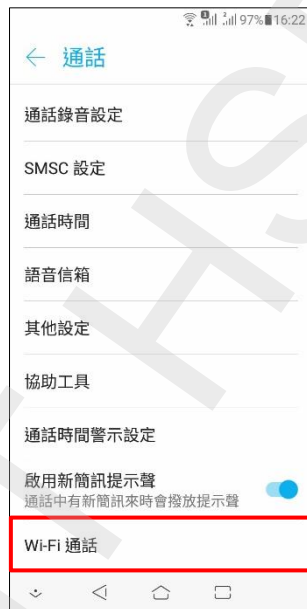 97% 16:22
通話
通話錄音設定
SMSC 設定
通話時間
語音信箱
其他設定
協助工具
通話時間警示設定
啟用新簡訊提示聲
通話中有新簡訊來時會撥放提示聲
Wi-Fi 通話